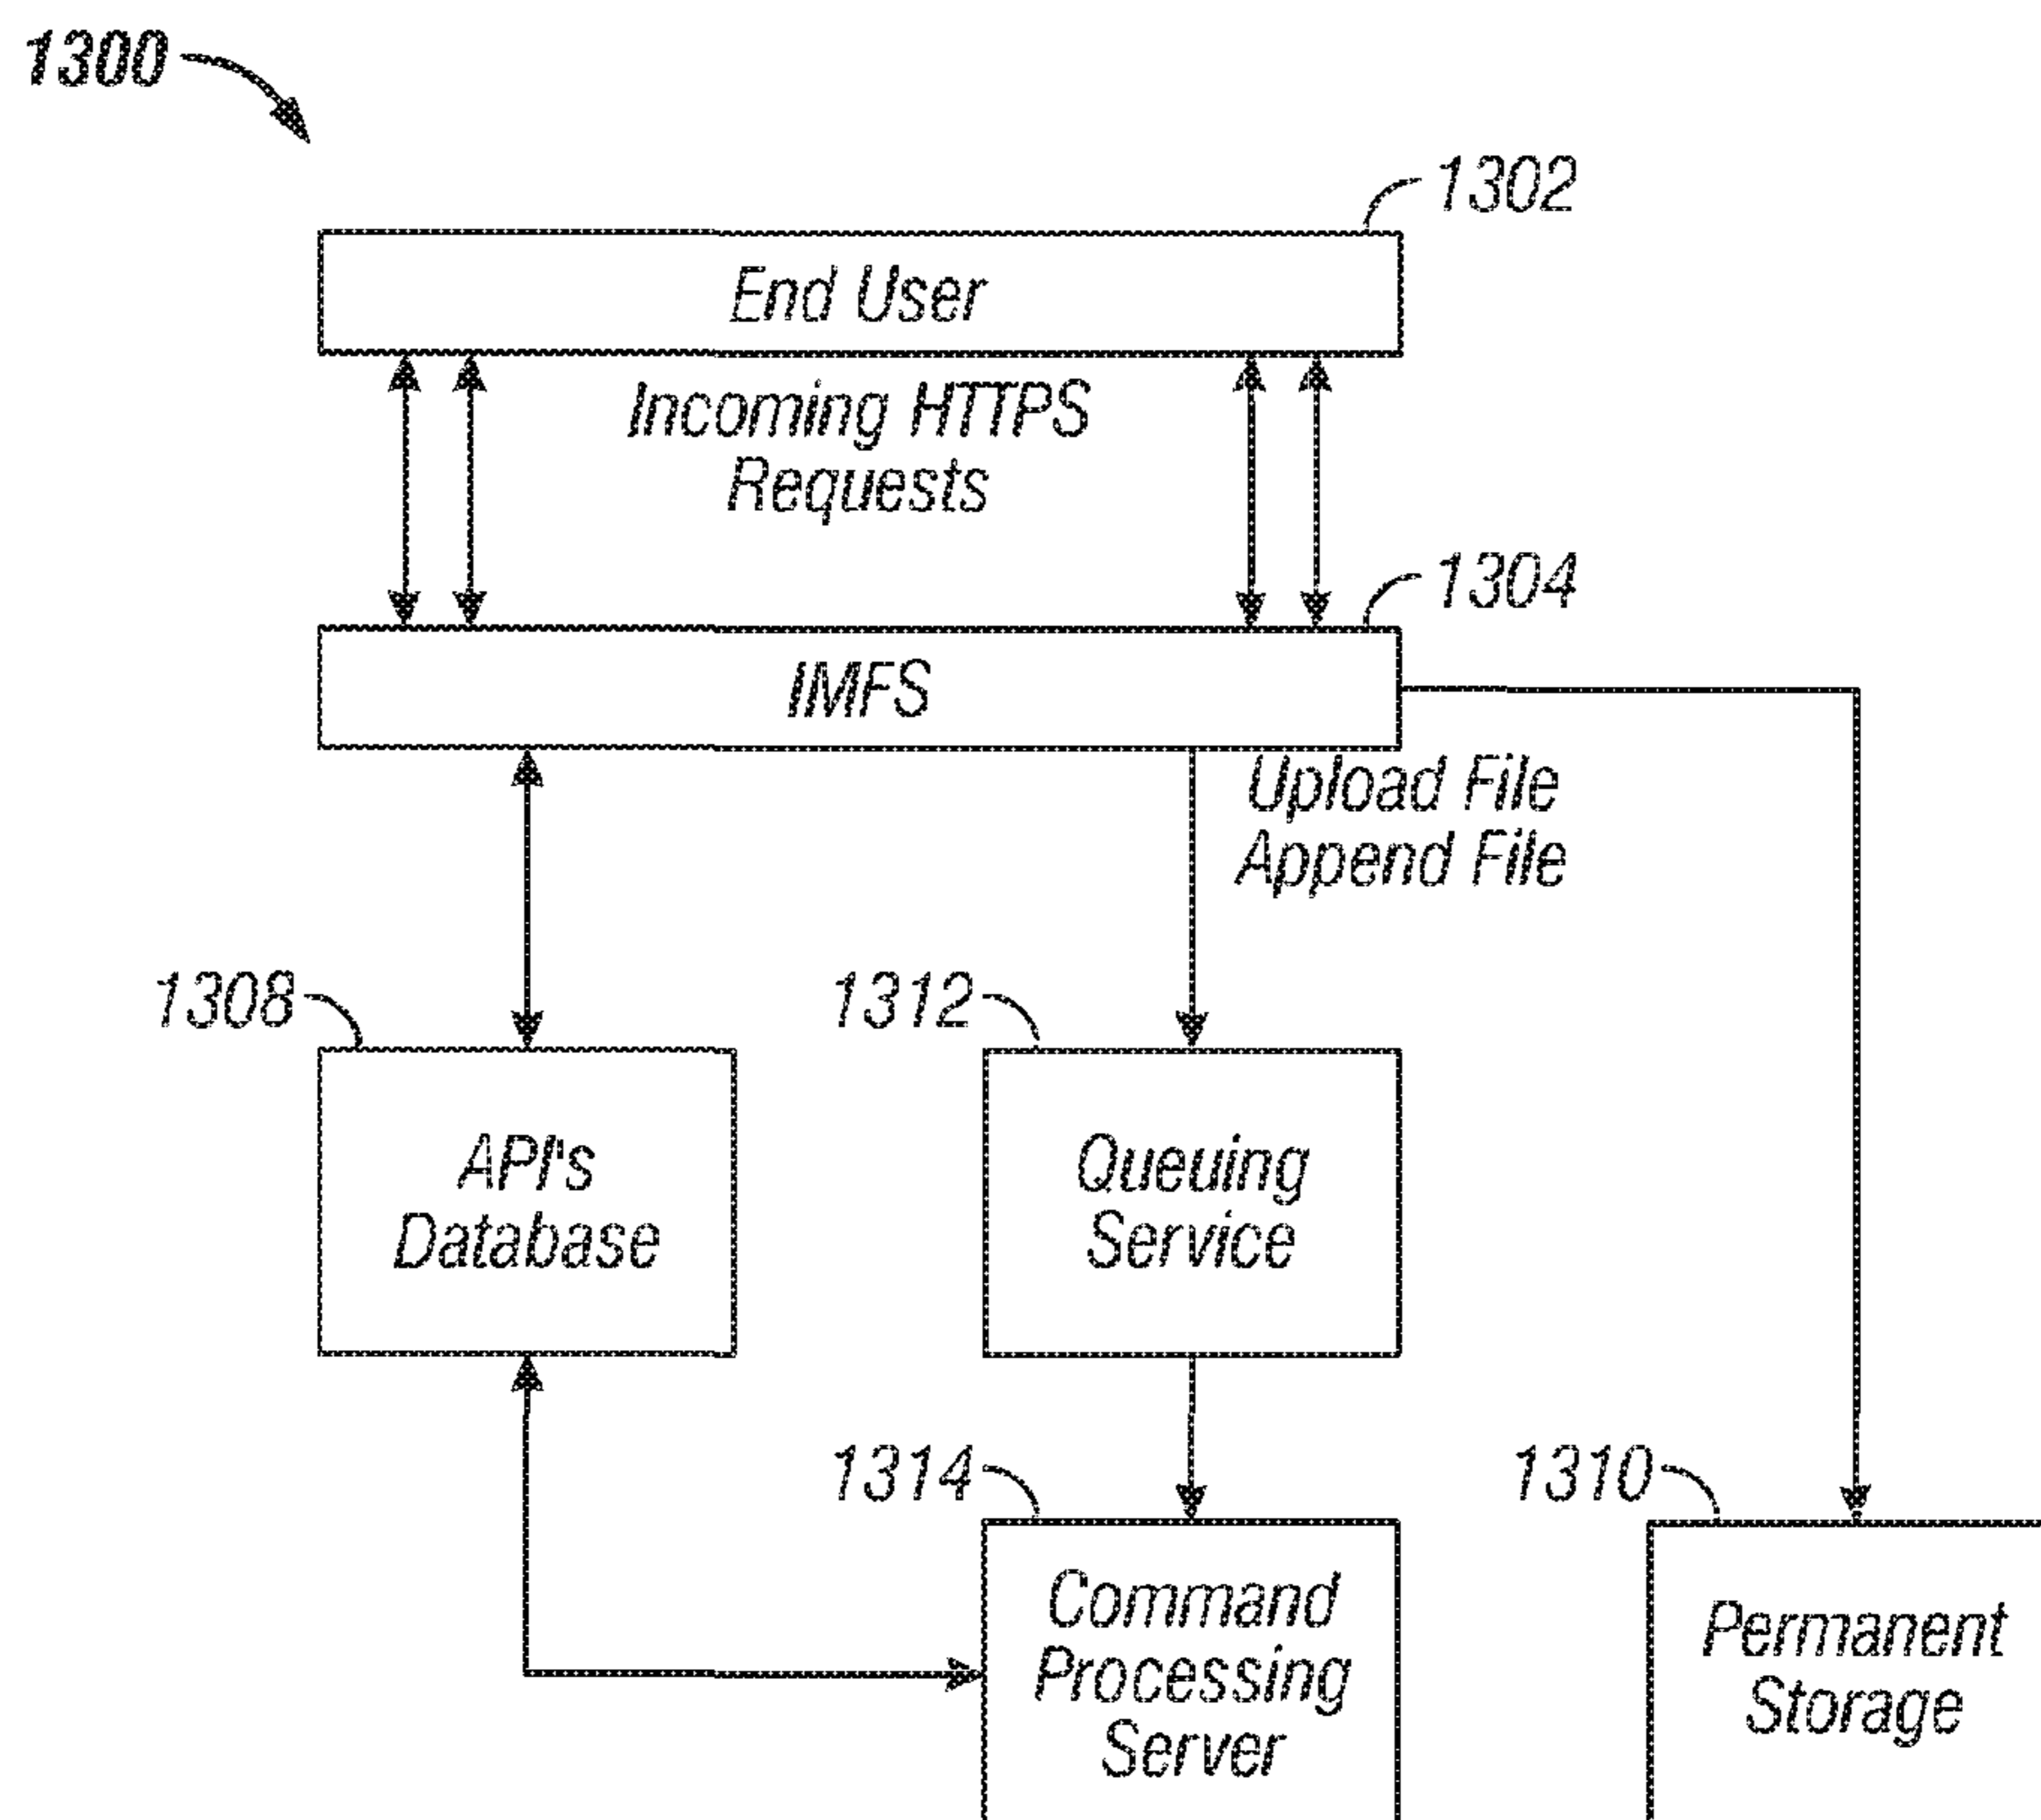 1300
1302
End User
Incoming HTTPS
Requests
1304
IMFS
Upload File
Append File
1308
1312
API's
Database
Queuing
Service
1314
1310
Command
Processing
Server
Permanent
Storage